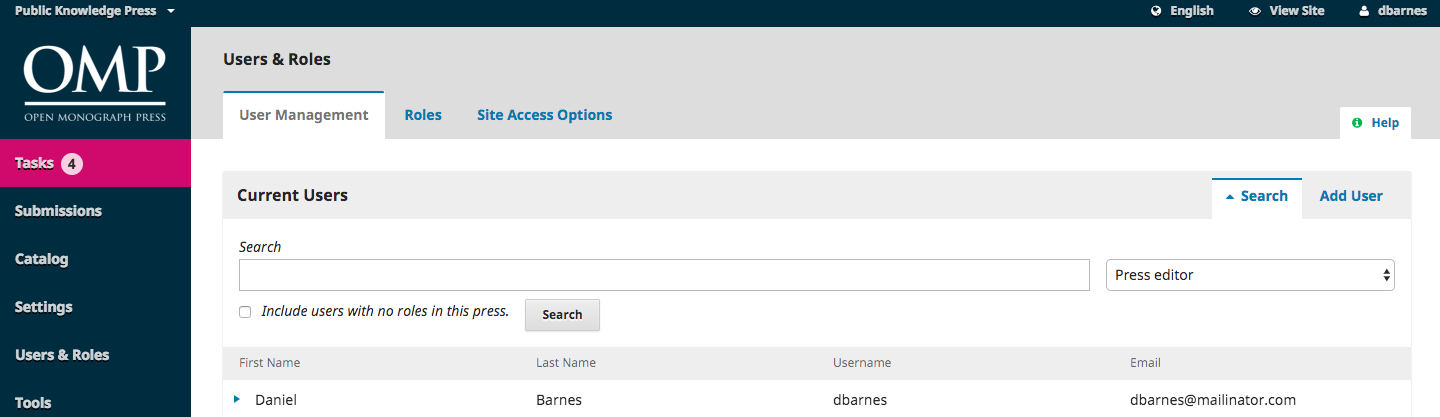 Public Knowledge Press English View Site dbarnes
OMP
OPEN MONOGRAPH PRESS
Users & Roles
User Management Roles Site Access Options
Help
Tasks 4
Submissions
Catalog
Settings
Users & Roles
Tools
Current Users Search Add User
Search
Press editor
Include users with no roles in this press. Search
First Name Last Name Username Email
Daniel Barnes dbarnes dbarnes@mailinator.com